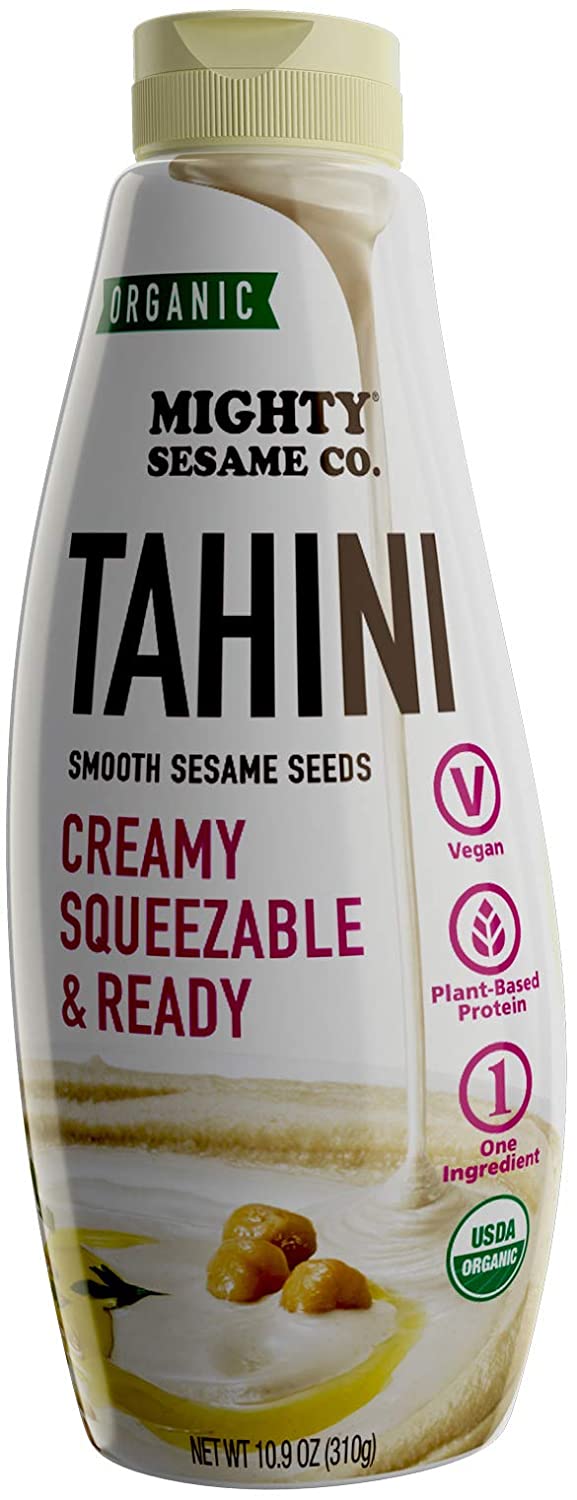 ORGANIC
MIGHTY®
SESAME CO.
TAHINI
SMOOTH SESAME SEEDS
CREAMY
SQUEEZABLE
& READY
V
Vegan
Plant-Based
Protein
1
One
Ingredient
USDA
ORGANIC
NET WT 10.9 OZ (310g)